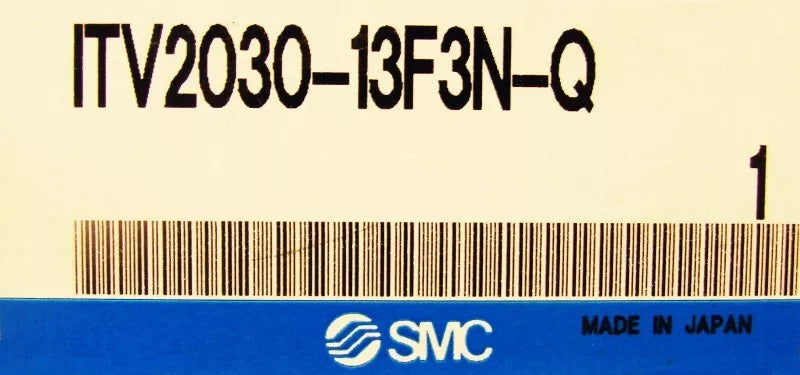 ITV2030-13F3N-Q
1
SMC
MADE IN JAPAN